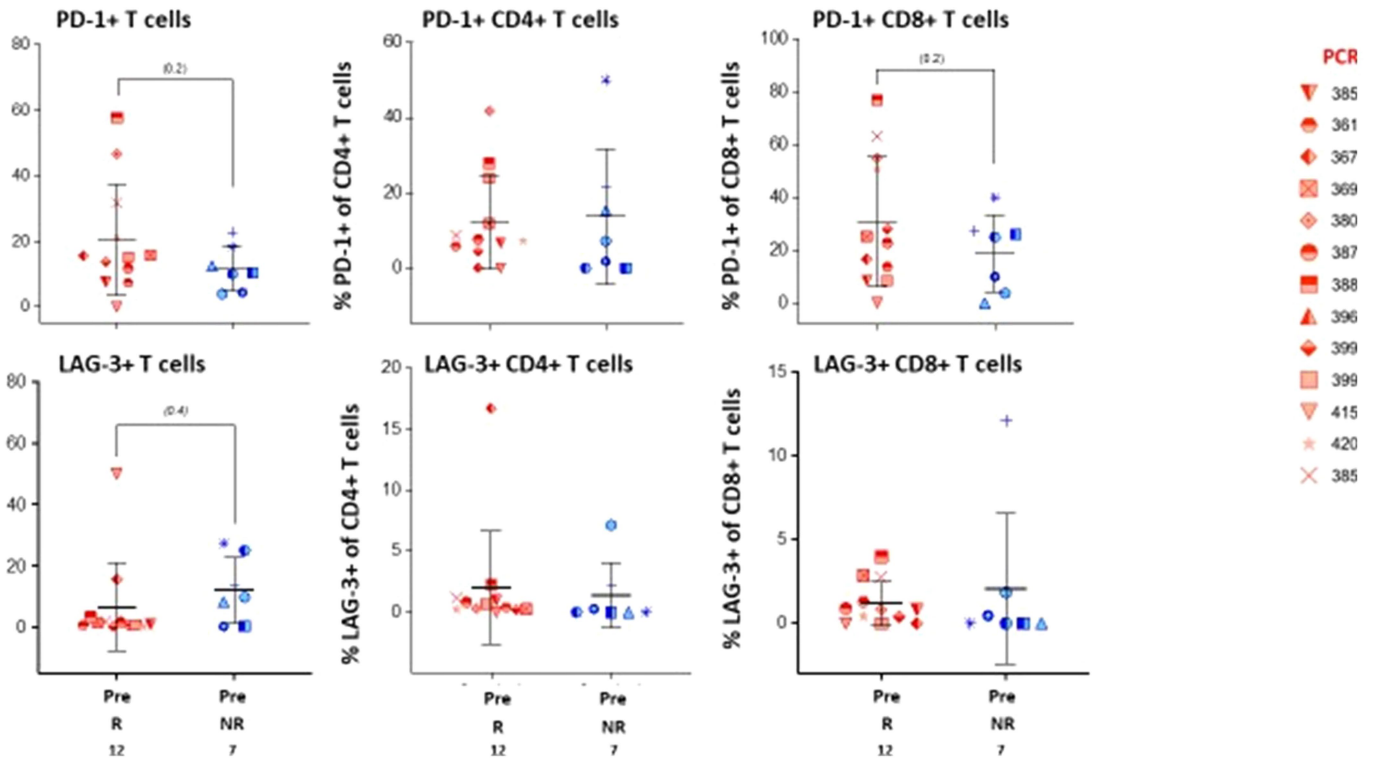 PD-1+ T cells
80
60
40
20
0
(0.2)
PD-1+ CD4+ T cells
% PD-1+ of CD4+ T cells
60
40
20
0
PD-1+ CD8+ T cells
% PD-1+ of CD8+ T cells
100
80
60
40
20
0
(0.2)
LAG-3+ T cells
80
60
40
20
0
(0.4)
Pre
R
12
Pre
NR
7
LAG-3+ CD4+ T cells
% LAG-3+ of CD4+ T cells
20
15
10
5
0
Pre
R
12
Pre
NR
7
LAG-3+ CD8+ T cells
% LAG-3+ of CD8+ T cells
15
10
5
0
Pre
R
12
Pre
NR
7
PCR
385
361
367
369
380
387
388
396
399
399
415
420
385